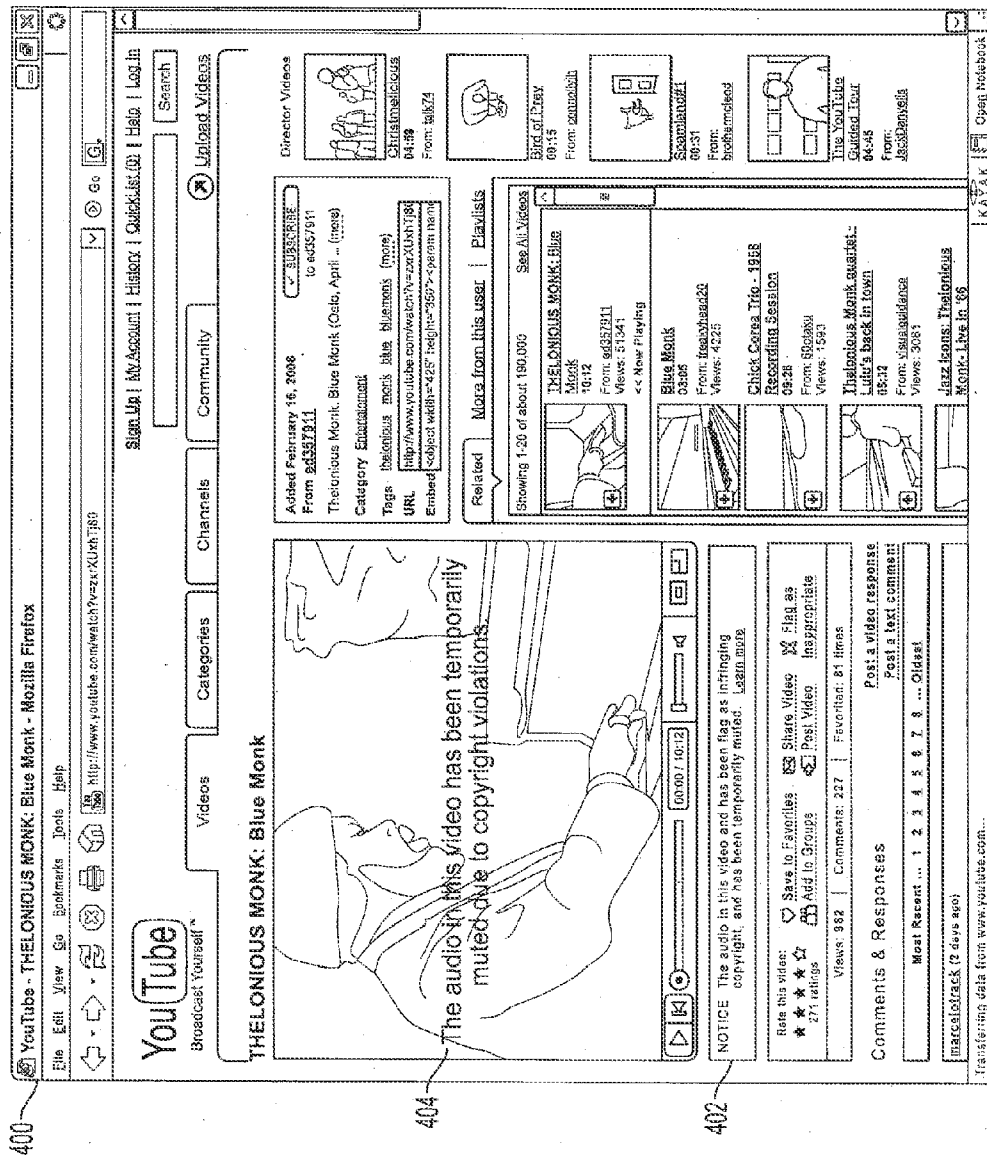 400
YouTube - THELONIOUS MONK: Blue Monk - Mozilla Firefox
File Edit View Go Bookmarks Tools Help
http://www.youtube.com/watch?v=zxrXUxhTj80
Go
G.
Sign Up | My Account | History | QuickList (0) | Help | Log In
Search
YouTube
Broadcast Yourself™
Videos
Categories
Channels
Community
Upload Videos
THELONIOUS MONK: Blue Monk
404
The audio in this video has been temporarily
muted due to copyright violations.
00:00 / 10:12
402
NOTICE The audio in this video and has been flag as infringing
copyright, and has been temporarily muted. Learn more
Rate this video:
271 ratings
Save to Favorites
Add to Groups
Share Video
Post Video
Flag as
Inappropriate
Views: 982 | Comments: 227 | Favorited: 81 times
Comments & Responses
Post a video response
Post a text comment
Most Recent ... 1 2 3 4 5 6 7 8 ... Oldest
marcelotrack (2 days ago)
Added February 16, 2006
From ed357911
SUBSCRIBE
to ed357911
Thelonious Monk. Blue Monk (Oslo, April ... (more)
Category Entertainment
Tags thelonious monk blue bluemonk (more)
URL http://www.youtube.com/watch?v=zxrXUxhTj80
Embed <object width="425" height="350"><param name
Related
More from this user | Playlists
Showing 1-20 of about 190,000
See All Videos
THELONIOUS MONK: Blue
Monk
10:12
From: ed357911
Views: 51341
<< Now Playing
Blue Monk
03:05
From: freakyhead20
Views: 4225
Chick Corea Trio - 1958
Recording Session
09:28
From: 60otaku
Views: 1593
Thelonious Monk quartet -
Lulu's back in town
05:32
From: visualguidance
Views: 3061
Jazz Icons: Thelonious
Monk - Live in '66
Director Videos
Christmelicious
04:59
From: talk74
Bird of Prey
09:15
From:
Spamland#1
From:
brothermcleod
The YouTube
Guided Tour
04:45
From:
JackDanyells
Transferring data from www.youtube.com...
KAYAK
Open Notebook